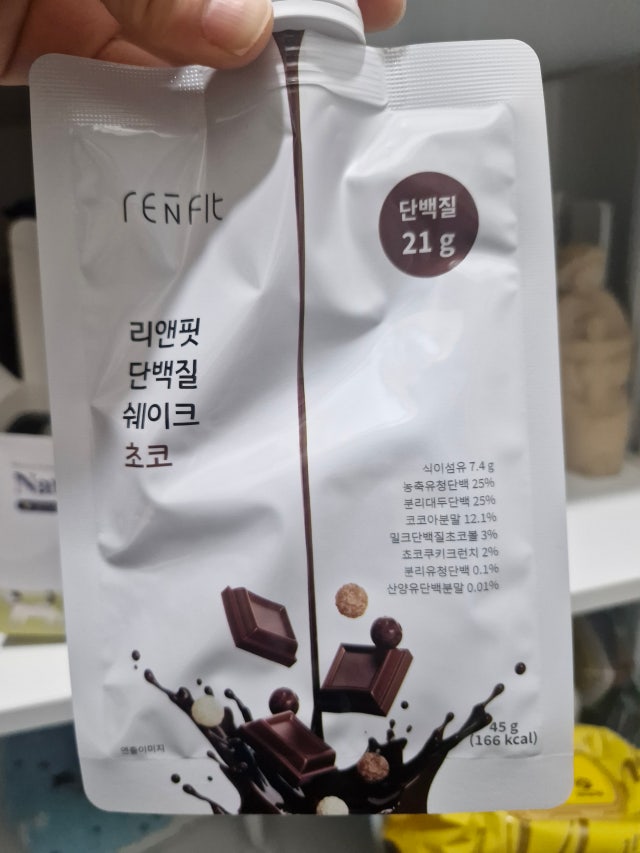 renfit
단백질
21 g
리앤핏
단백질
쉐이크
초코
식이섬유 7.4 g
농축유청단백 25%
분리대두단백 25%
코코아분말 12.1%
밀크단백질초코볼 3%
초코쿠키크런치 2%
분리유청단백 0.1%
산양유단백분말 0.01%
연출이미지
45 g
(166 kcal)
Nat